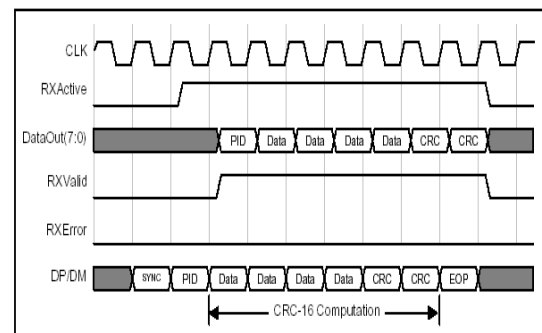 CLK
RXActive
DataOut(7:0) PID Data Data Data Data CRC CRC
RXValid
RXError
DP/DM SYNC PID Data Data Data Data CRC CRC EOP
CRC-16 Computation